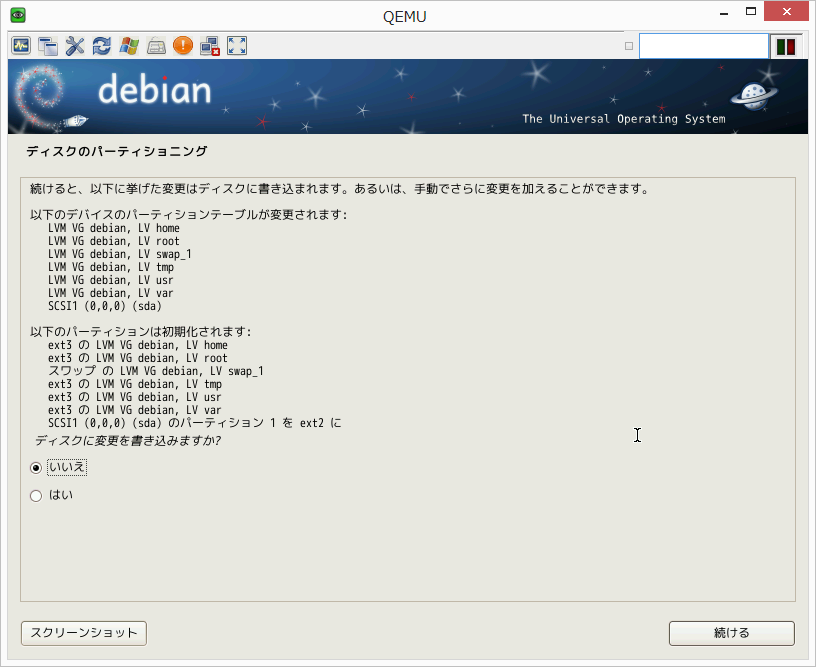 QEMU
debian
The Universal Operating System
ディスクのパーティショニング
続けると、以下に挙げた変更はディスクに書き込まれます。あるいは、手動でさらに変更を加えることができます。
以下のデバイスのパーティションテーブルが変更されます:
LVM VG debian, LV home
LVM VG debian, LV root
LVM VG debian, LV swap_1
LVM VG debian, LV tmp
LVM VG debian, LV usr
LVM VG debian, LV var
SCSI1 (0,0,0) (sda)
以下のパーティションは初期化されます:
ext3 の LVM VG debian, LV home
ext3 の LVM VG debian, LV root
スワップ の LVM VG debian, LV swap_1
ext3 の LVM VG debian, LV tmp
ext3 の LVM VG debian, LV usr
ext3 の LVM VG debian, LV var
SCSI1 (0,0,0) (sda) のパーティション 1 を ext2 に
ディスクに変更を書き込みますか?
いいえ
はい
スクリーンショット
続ける